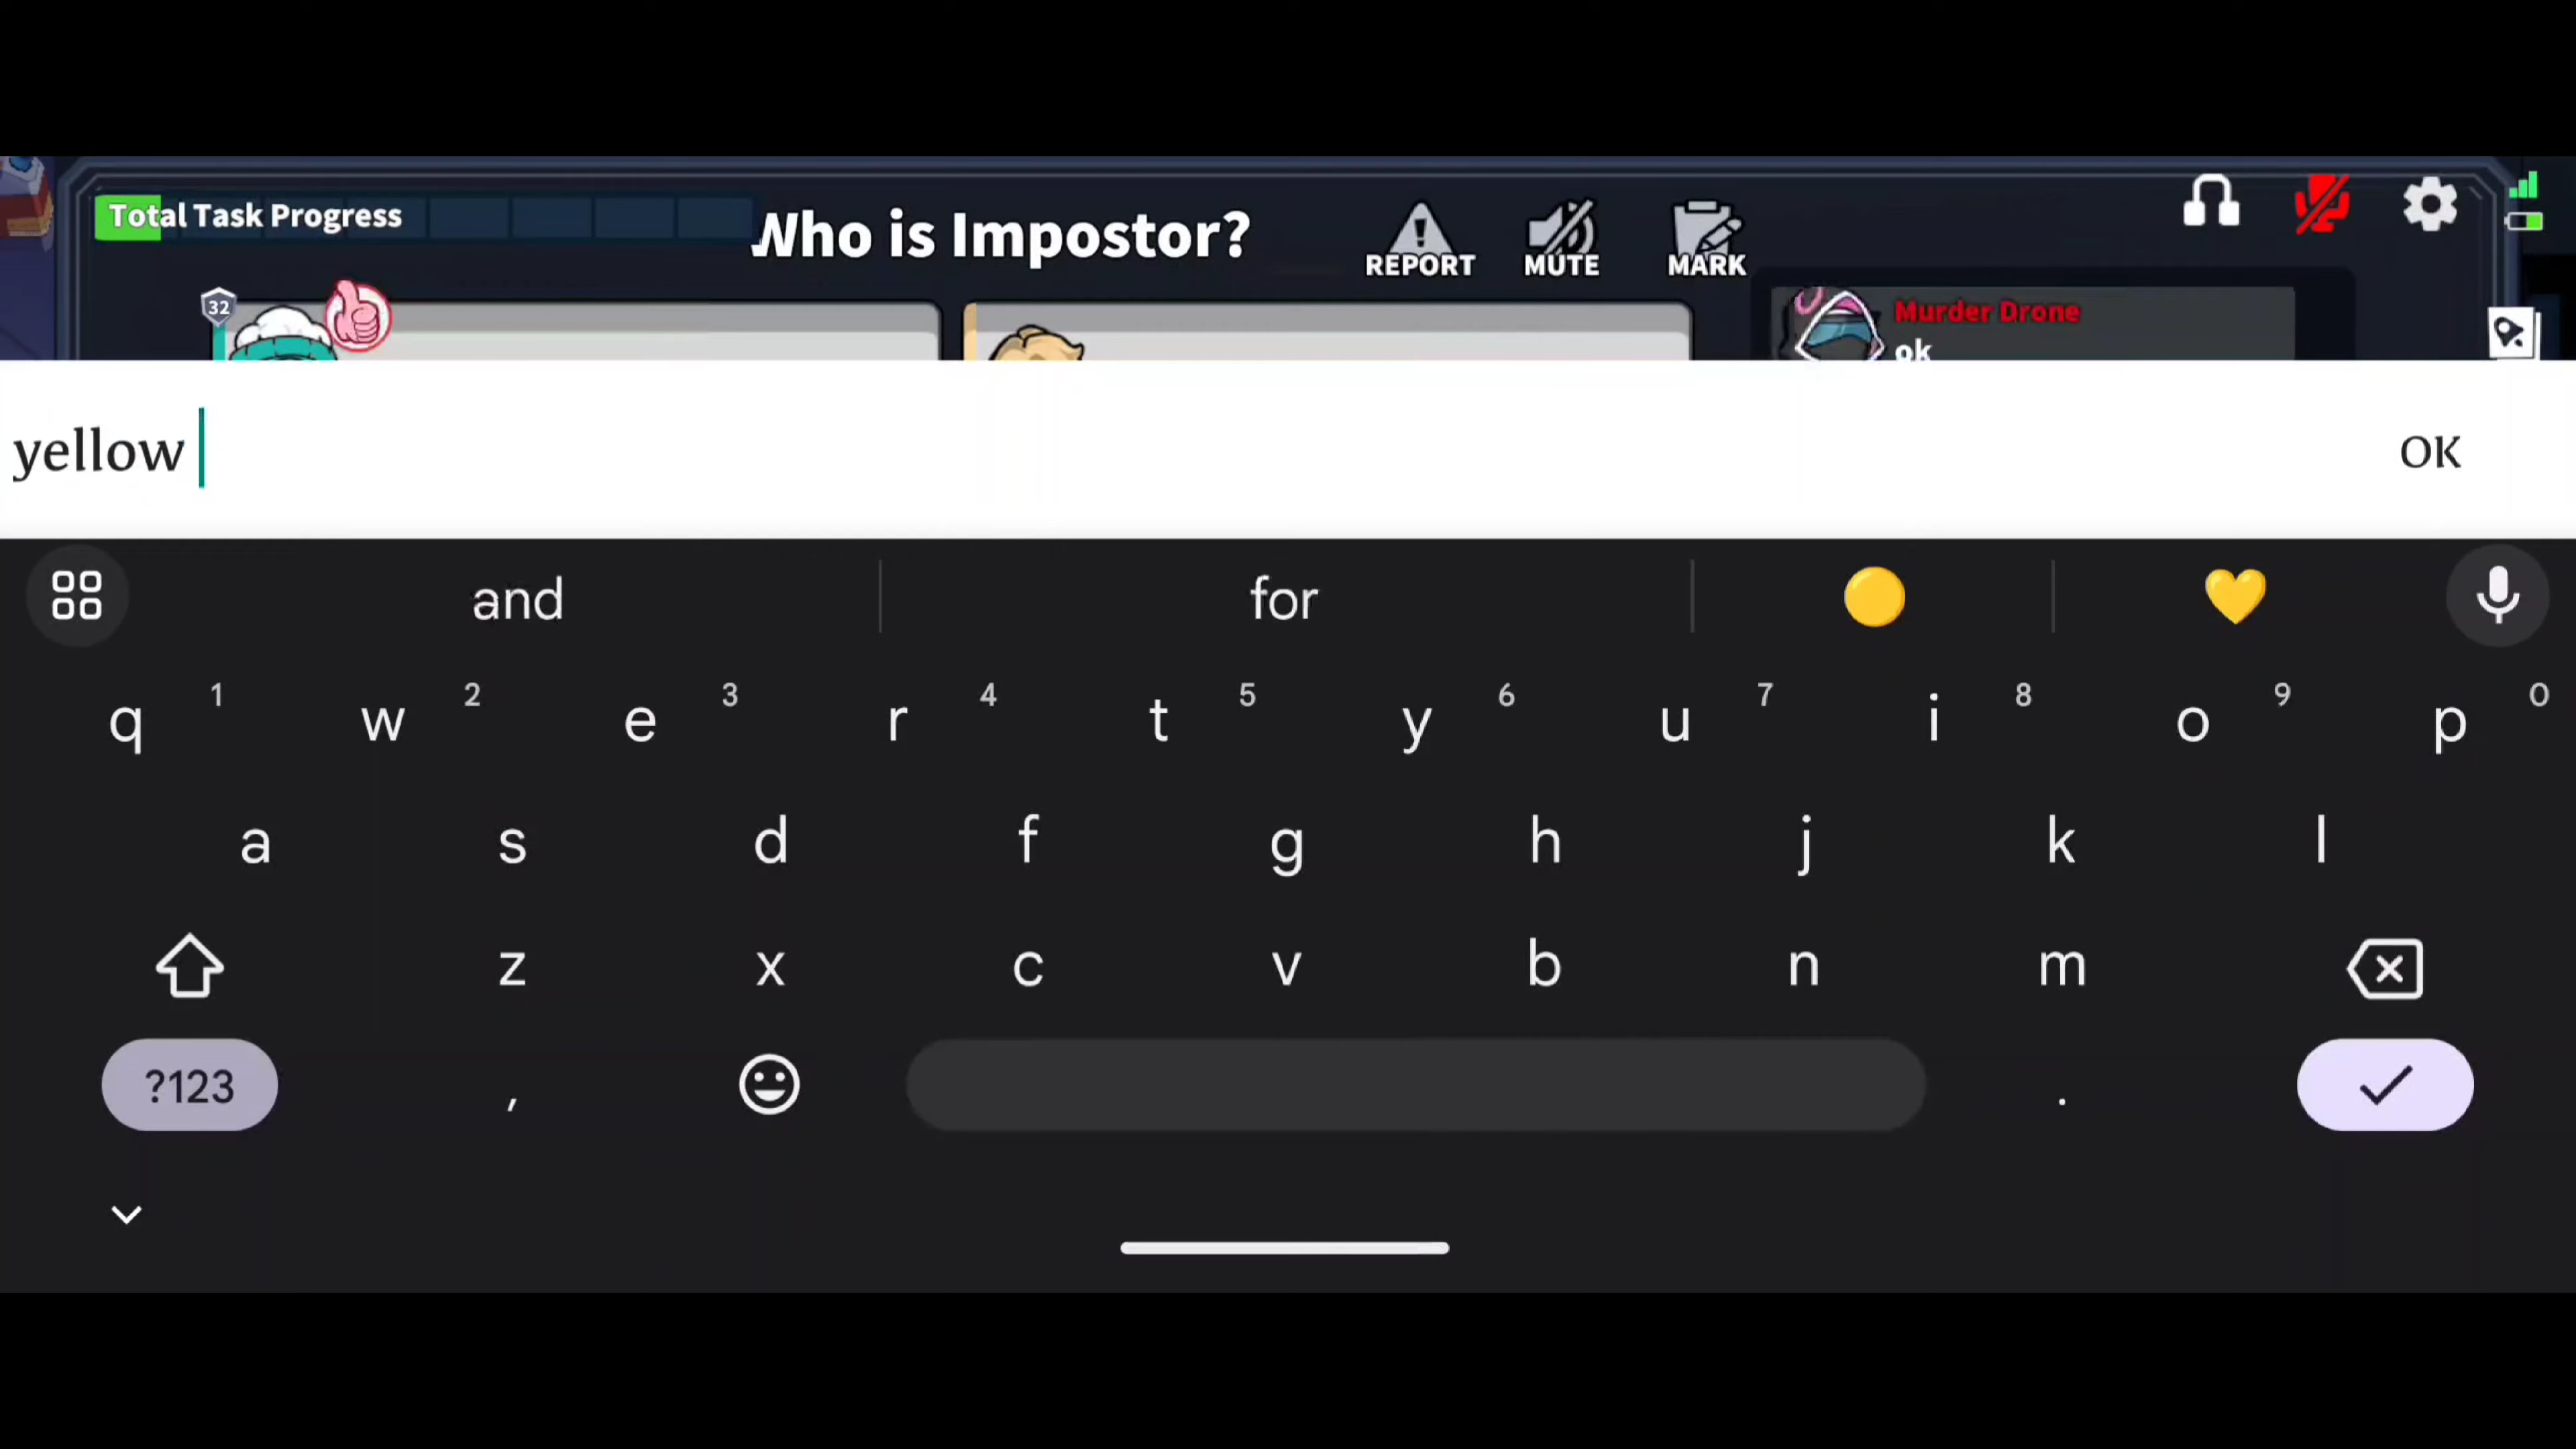 Total Task Progress
Who is Impostor?
REPORT
MUTE
MARK
32
Murder Drone
ok
yellow
OK
and
for
q 1 w 2 e 3 r 4 t 5 y 6 u 7 i 8 o 9 p 0
a s d f g h j k l
z x c v b n m
?123 , .